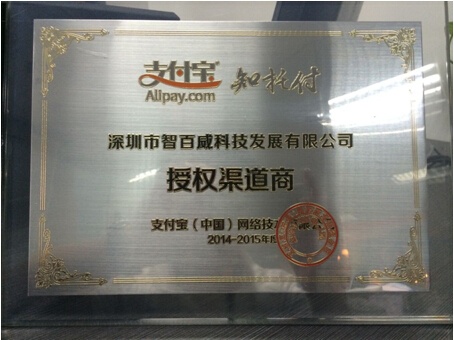 支付宝 知托付
Alipay.com
深圳市智百威科技发展有限公司
授权渠道商
支付宝（中国）网络技
2014-2015年度